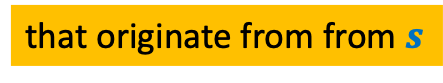 that originate from from s